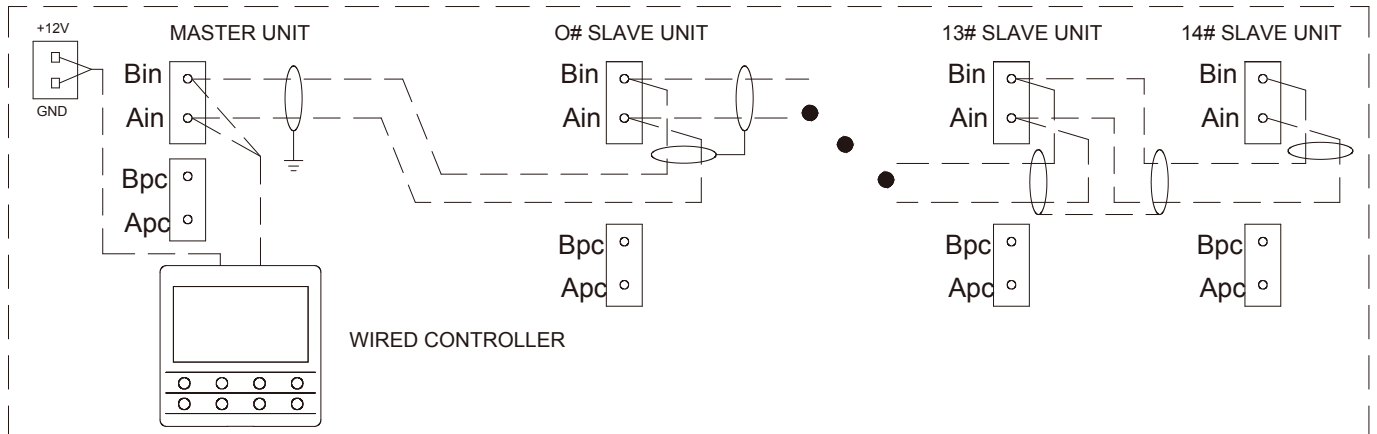 +12V
GND
MASTER UNIT
Bin
Ain
Bpc
Apc
O# SLAVE UNIT
Bin
Ain
Bpc
Apc
13# SLAVE UNIT
Bin
Ain
Bpc
Apc
14# SLAVE UNIT
Bin
Ain
Bpc
Apc
WIRED CONTROLLER